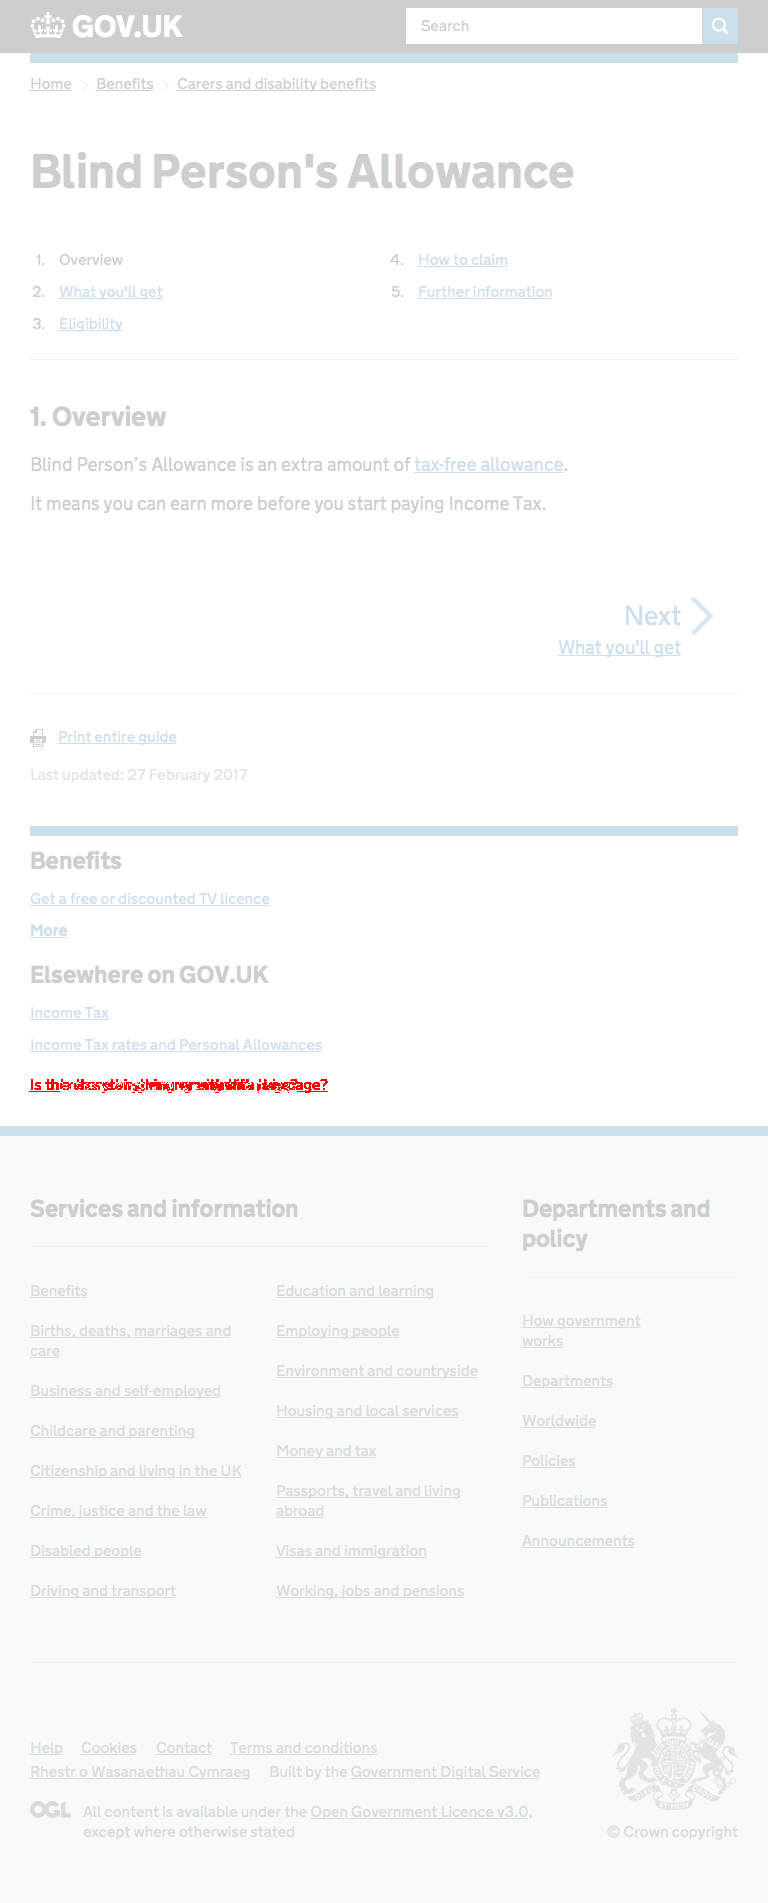 GOV.UK
Search
Home Benefits Carers and disability benefits
Blind Person's Allowance
1. Overview
2. What you'll get
3. Eligibility
4. How to claim
5. Further information
1. Overview
Blind Person’s Allowance is an extra amount of tax-free allowance.
It means you can earn more before you start paying Income Tax.
Next
What you'll get
Print entire guide
Last updated: 27 February 2017
Benefits
Get a free or discounted TV licence
More
Elsewhere on GOV.UK
Income Tax
Income Tax rates and Personal Allowances
Is page?
Services and information
Benefits
Births, deaths, marriages and
care
Business and self-employed
Childcare and parenting
Citizenship and living in the UK
Crime, justice and the law
Disabled people
Driving and transport
Education and learning
Employing people
Environment and countryside
Housing and local services
Money and tax
Passports, travel and living
abroad
Visas and immigration
Working, jobs and pensions
Departments and
policy
How government
works
Departments
Worldwide
Policies
Publications
Announcements
Help Cookies Contact Terms and conditions
Rhestr o Wasanaethau Cymraeg Built by the Government Digital Service
OGL All content is available under the Open Government Licence v3.0,
except where otherwise stated
© Crown copyright